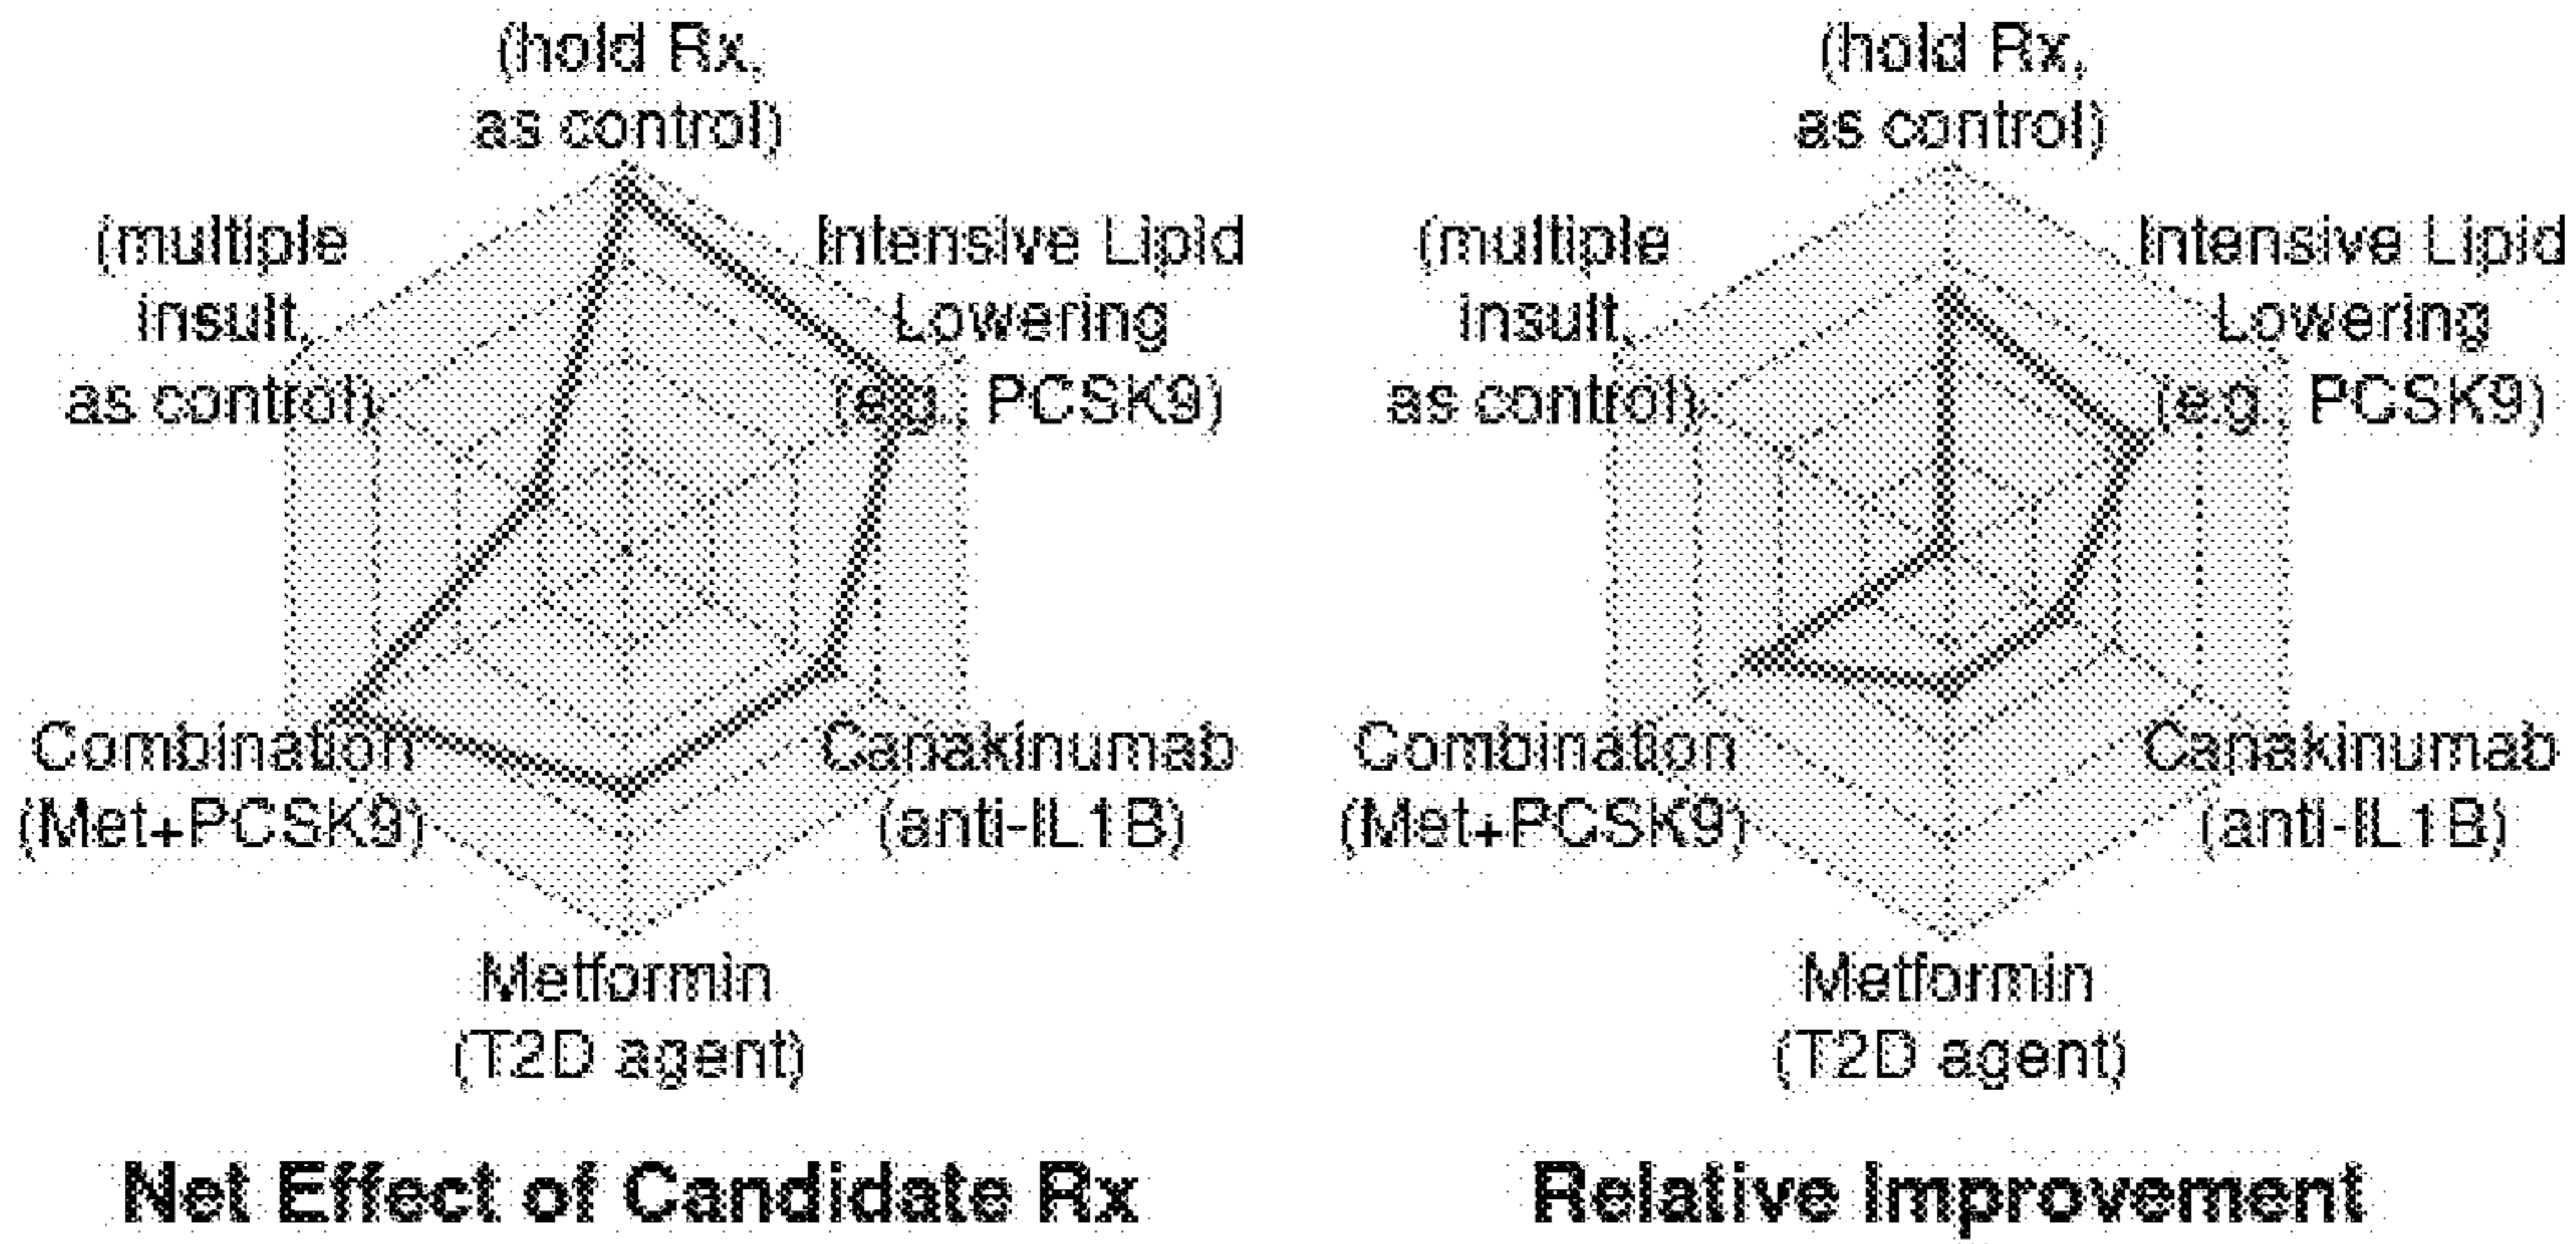 (hold Rx,
as control)
Intensive Lipid
Lowering
(e.g., PCSK9)
Canakinumab
(anti-IL1B)
Metformin
(T2D agent)
Combination
(Met+PCSK9)
(multiple
insult,
as control)
Net Effect of Candidate Rx
(hold Rx,
as control)
Intensive Lipid
Lowering
(e.g., PCSK9)
Canakinumab
(anti-IL1B)
Metformin
(T2D agent)
Combination
(Met+PCSK9)
(multiple
insult,
as control)
Relative Improvement